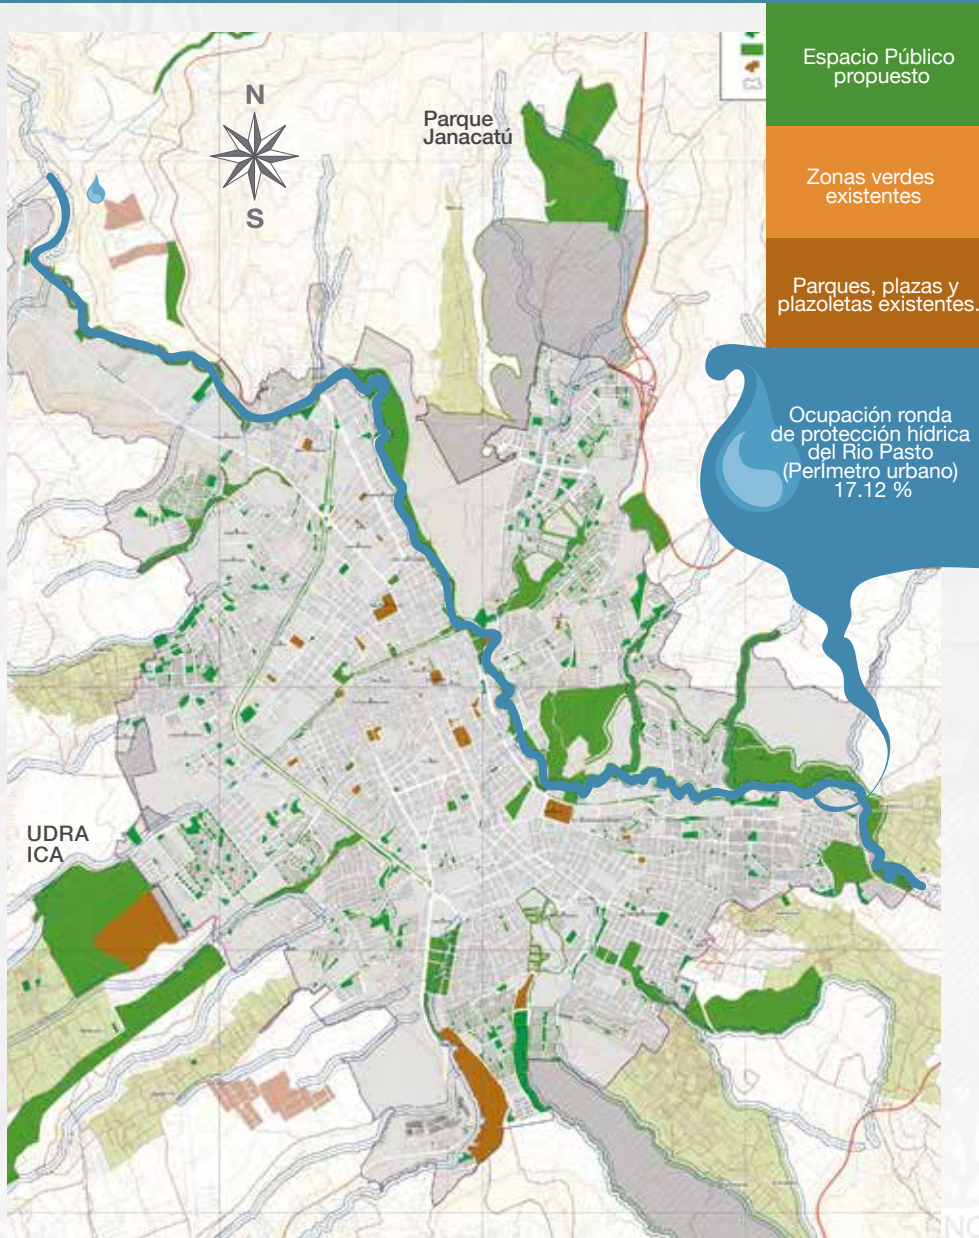 N
S
Parque
Janacatú
UDRA
ICA
Espacio Público
propuesto
Zonas verdes
existentes
Parques, plazas y
plazoletas existentes.
Ocupación ronda
de protección hídrica
del Rio Pasto
(Perímetro urbano)
17.12 %
NO